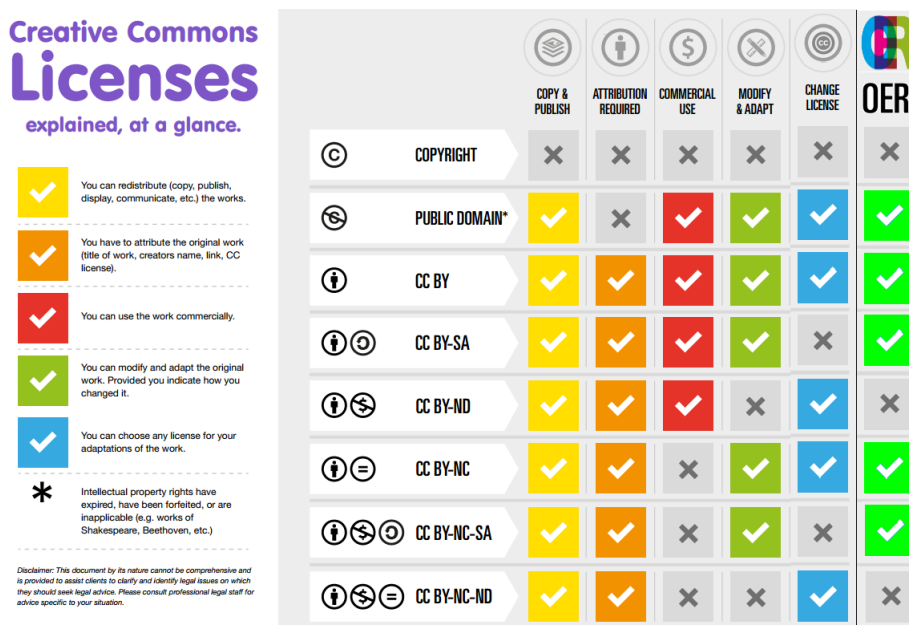 Creative Commons
Licenses
explained, at a glance.
You can redistribute (copy, publish,
display, communicate, etc.) the works.
You have to attribute the original work
(title of work, creators name, link, CC
license).
You can use the work commercially.
You can modify and adapt the original
work. Provided you indicate how you
changed it.
You can choose any license for your
adaptations of the work.
*
Intellectual property rights have
expired, have been forfeited, or are
inapplicable (e.g. works of
Shakespeare, Beethoven, etc.)
Disclaimer: This document by its nature cannot be comprehensive and
is provided to assist clients to clarify and identify legal issues on which
they should seek legal advice. Please consult professional legal staff for
advice specific to your situation.
COPY &
PUBLISH
ATTRIBUTION
REQUIRED
COMMERCIAL
USE
MODIFY
& ADAPT
CHANGE
LICENSE
OER
COPYRIGHT
PUBLIC DOMAIN*
CC BY
CC BY-SA
CC BY-ND
CC BY-NC
CC BY-NC-SA
CC BY-NC-ND